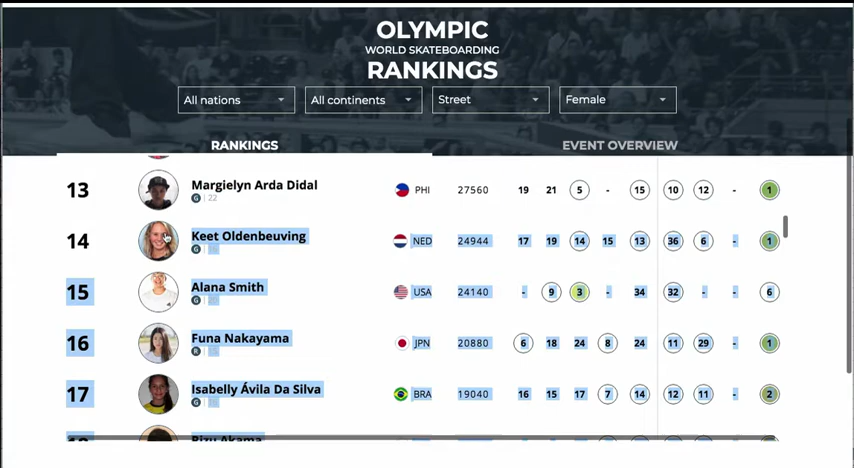 OLYMPIC
WORLD SKATEBOARDING
RANKINGS
All nations All continents Street Female
RANKINGS EVENT OVERVIEW
13 Margielyn Arda Didal PHI 27560 19 21 5 - 15 10 12 - 1
G | 22
14 Keet Oldenbeuving NED 24944 17 19 14 15 13 36 6 - 1
G
15 Alana Smith USA 24140 - 9 3 - 34 32 - - 6
G | 20
16 Funa Nakayama JPN 20880 6 18 24 8 24 11 29 - 1
R
17 Isabelly Ávila Da Silva BRA 19040 16 15 17 7 14 12 11 - 2
G
Rizu Akama